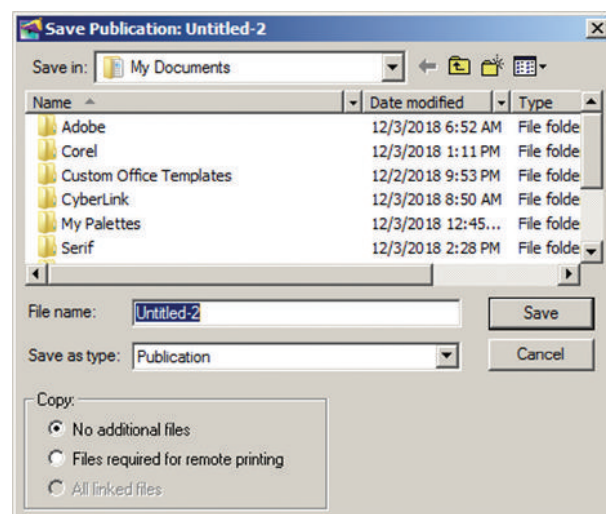 Save Publication: Untitled-2
Save in: My Documents
Name Date modified Type
Adobe 12/3/2018 6:52 AM File folde
Corel 12/3/2018 1:11 PM File folde
Custom Office Templates 12/2/2018 9:53 PM File folde
CyberLink 12/3/2018 8:50 AM File folde
My Palettes 12/3/2018 12:45... File folde
Serif 12/3/2018 2:28 PM File folde
File name: Untitled-2 Save
Save as type: Publication Cancel
Copy:
No additional files
Files required for remote printing
All linked files